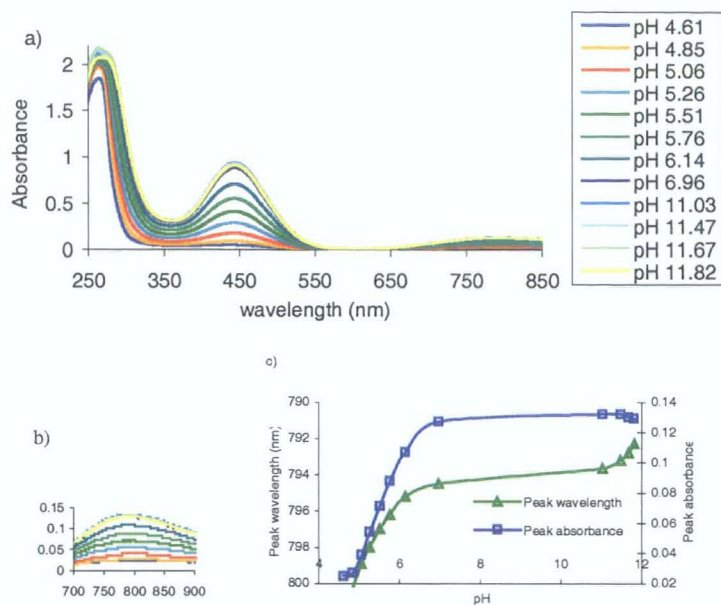 a)
Absorbance
2
1.5
1
0.5
0
250 350 450 550 650 750 850
wavelength (nm)
pH 4.61
pH 4.85
pH 5.06
pH 5.26
pH 5.51
pH 5.76
pH 6.14
pH 6.96
pH 11.03
pH 11.47
pH 11.67
pH 11.82
b)
0.15
0.1
0.05
0
700 750 800 850 900
c)
Peak wavelength (nm)
790
792
794
796
798
800
4 6 8 10 12
pH
Peak wavelength
Peak absorbance
0.14
0.12
0.1
0.08
0.06
0.04
0.02
Peak absorbance